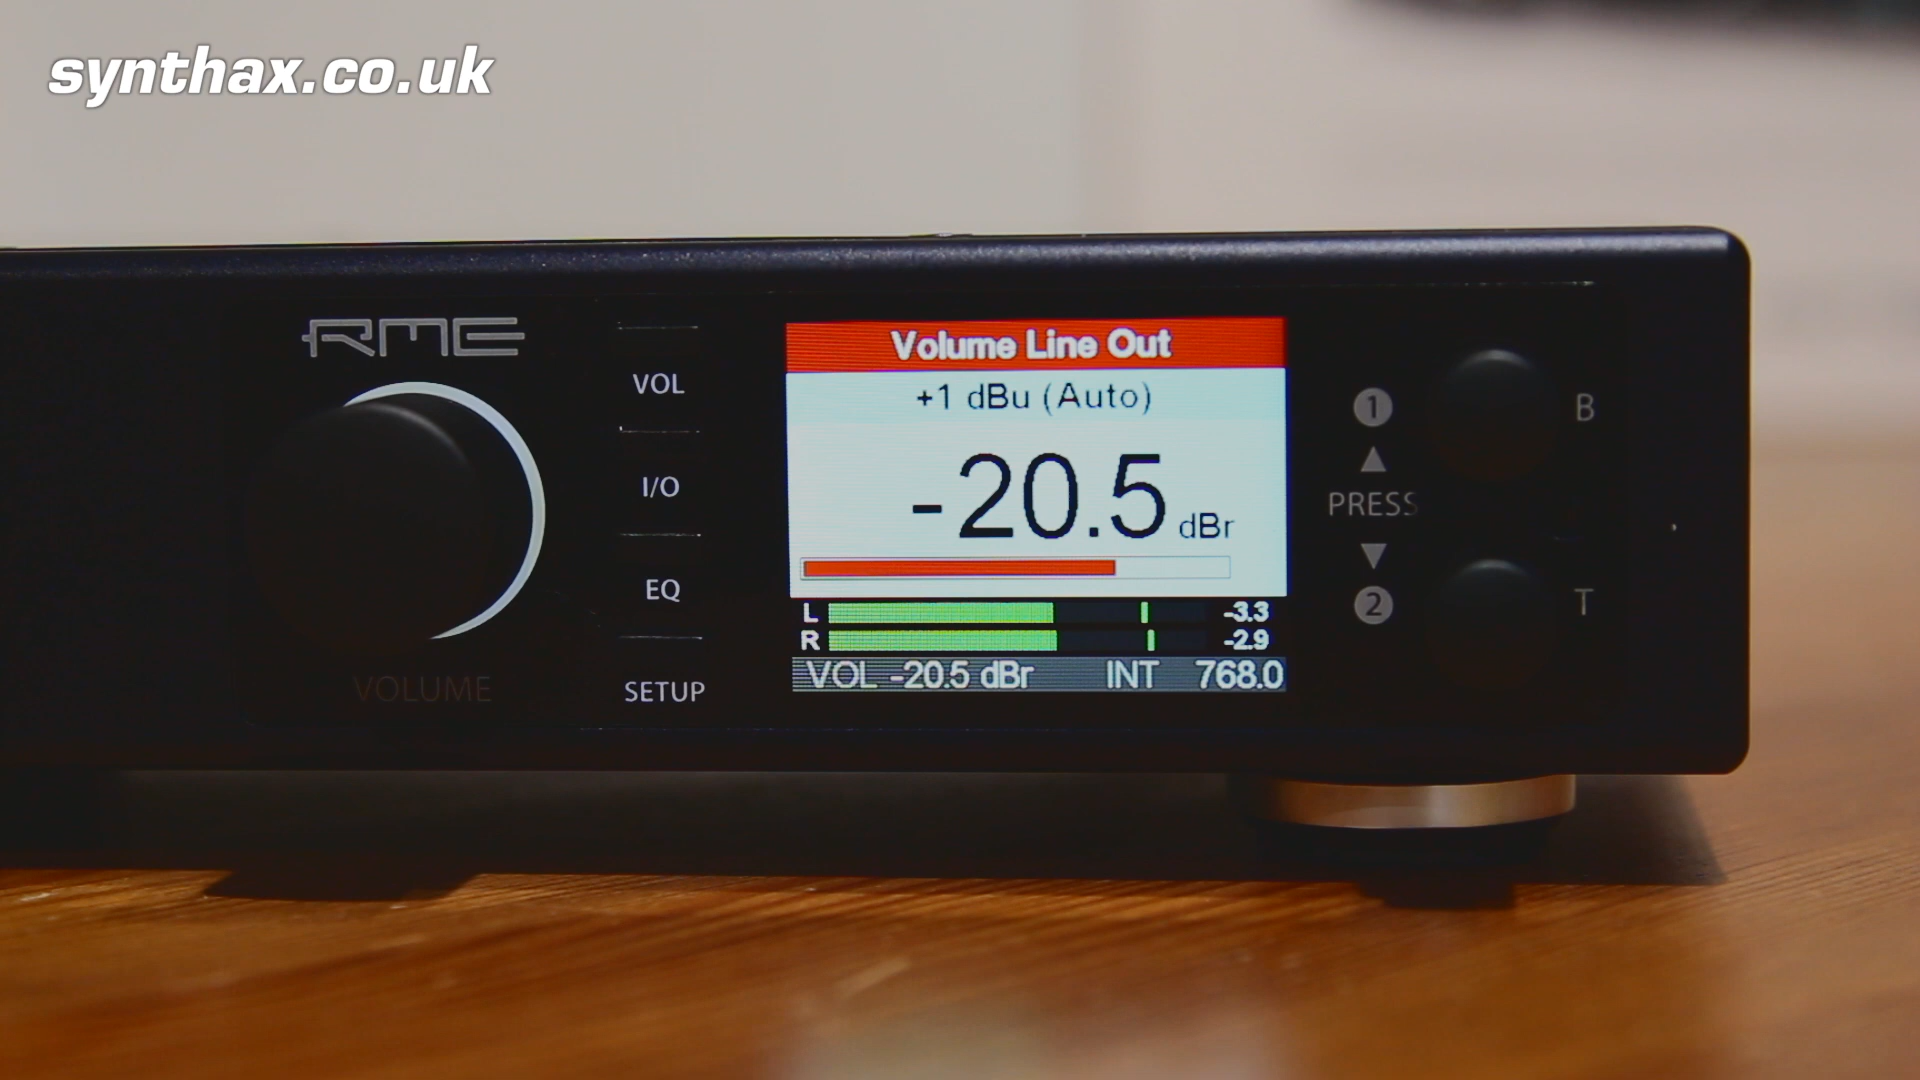 synthax.co.uk
RME
VOLUME
VOL
I/O
EQ
SETUP
Volume Line Out
+1 dBu (Auto)
-20.5 dBr
L -3.3
R -2.9
VOL -20.5 dBr INT 768.0
1
PRESS
2
B
T